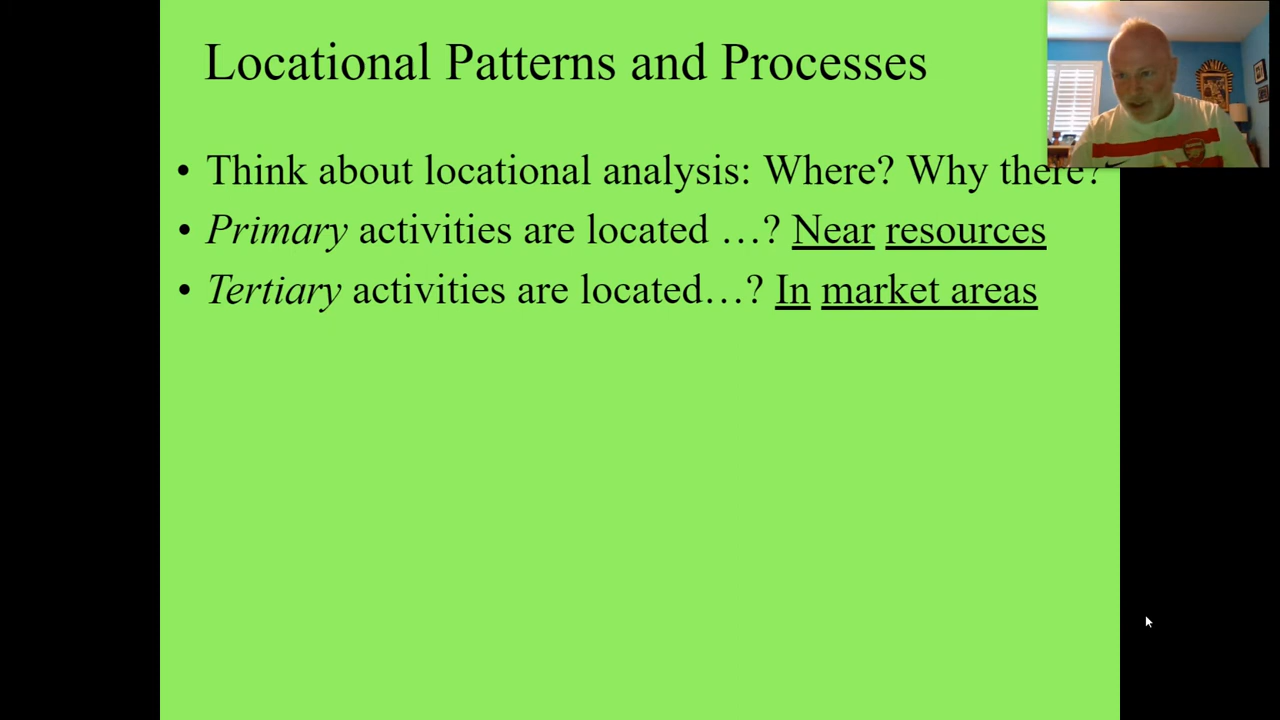 Locational Patterns and Processes
• Think about locational analysis: Where? Why there?
• Primary activities are located …? Near resources
• Tertiary activities are located…? In market areas